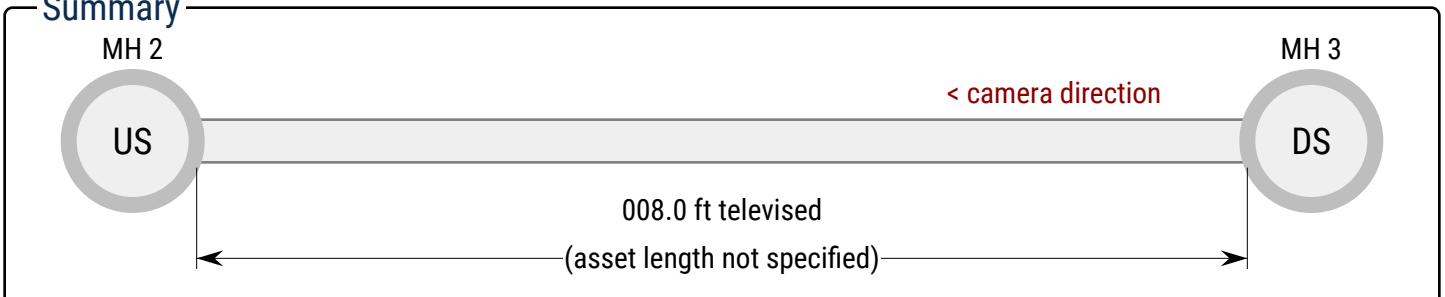 Summary
MH 2
MH 3
< camera direction
US
DS
008.0 ft televised
(asset length not specified)